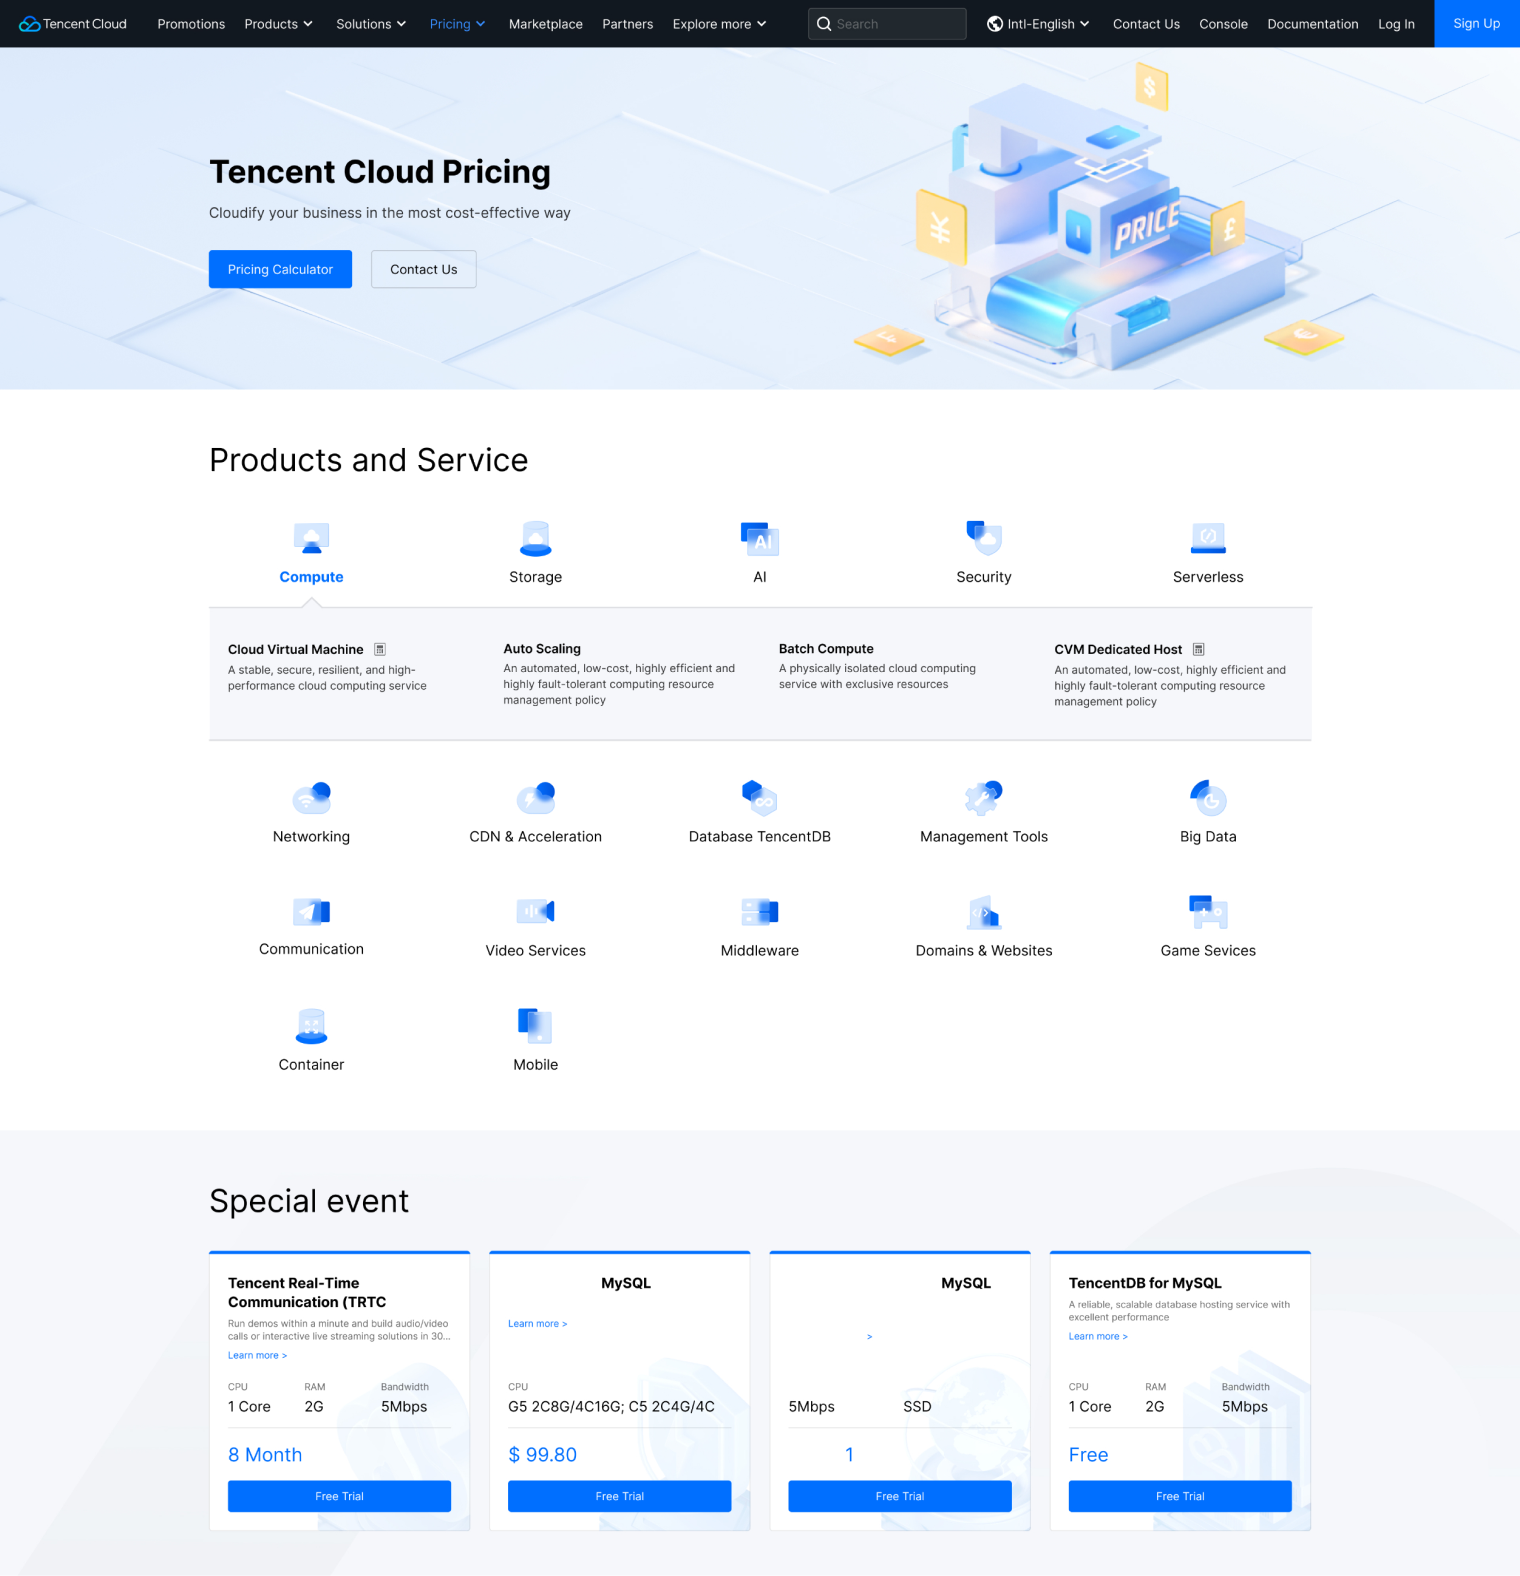 Tencent Cloud
Promotions
Products
Solutions
Pricing
Marketplace
Partners
Explore more
Search
Intl-English
Contact Us
Console
Documentation
Log In
Sign Up
Tencent Cloud Pricing
Cloudify your business in the most cost-effective way
Pricing Calculator
Contact Us
$
¥
PRICE
£
Products and Service
Compute
Storage
AI
AI
Security
Serverless
Cloud Virtual Machine
A stable, secure, resilient, and high-
performance cloud computing service
Auto Scaling
An automated, low-cost, highly efficient and
highly fault-tolerant computing resource
management policy
Batch Compute
A physically isolated cloud computing
service with exclusive resources
CVM Dedicated Host
An automated, low-cost, highly efficient and
highly fault-tolerant computing resource
management policy
Networking
CDN & Acceleration
Database TencentDB
Management Tools
Big Data
Communication
Video Services
Middleware
Domains & Websites
Game Sevices
Container
Mobile
Special event
Tencent Real-Time
Communication (TRTC
Run demos within a minute and build audio/video
calls or interactive live streaming solutions in 30...
Learn more >
CPU
RAM
Bandwidth
1 Core
2G
5Mbps
8 Month
Free Trial
MySQL
Learn more >
CPU
G5 2C8G/4C16G; C5 2C4G/4C
$ 99.80
Free Trial
MySQL
>
5Mbps
SSD
1
Free Trial
TencentDB for MySQL
A reliable, scalable database hosting service with
excellent performance
Learn more >
CPU
RAM
Bandwidth
1 Core
2G
5Mbps
Free
Free Trial